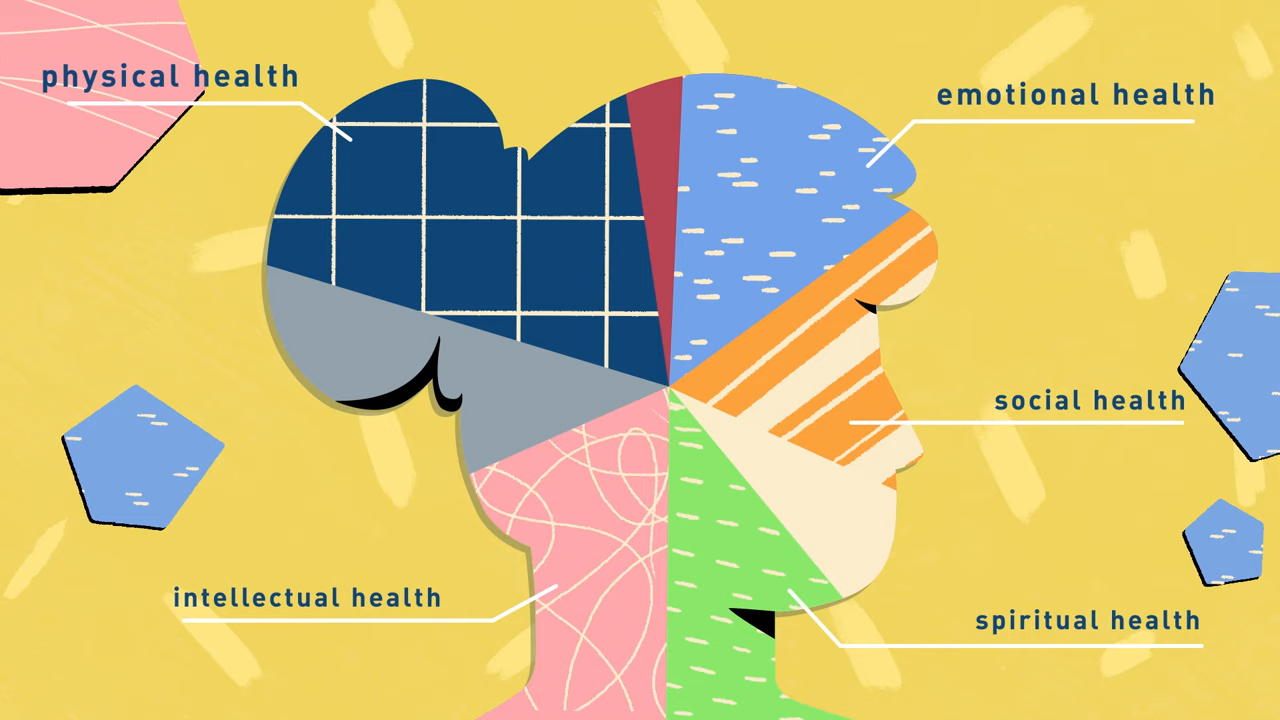 physical health
emotional health
social health
intellectual health
spiritual health